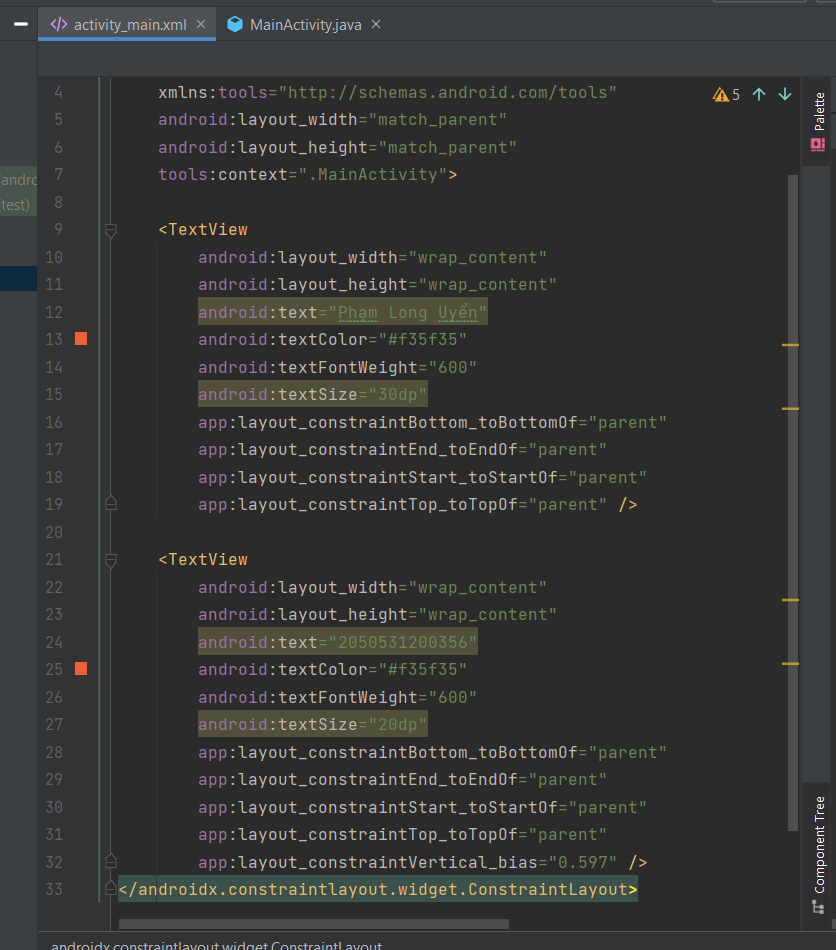 activity_main.xml
MainActivity.java
5
Palette
(andro
(test)
4 xmlns:tools="http://schemas.android.com/tools"
5 android:layout_width="match_parent"
6 android:layout_height="match_parent"
7 tools:context=".MainActivity">
8
9 <TextView
10 android:layout_width="wrap_content"
11 android:layout_height="wrap_content"
12 android:text="Phạm Long Uyển"
13 android:textColor="#f35f35"
14 android:textFontWeight="600"
15 android:textSize="30dp"
16 app:layout_constraintBottom_toBottomOf="parent"
17 app:layout_constraintEnd_toEndOf="parent"
18 app:layout_constraintStart_toStartOf="parent"
19 app:layout_constraintTop_toTopOf="parent" />
20
21 <TextView
22 android:layout_width="wrap_content"
23 android:layout_height="wrap_content"
24 android:text="2050531200356"
25 android:textColor="#f35f35"
26 android:textFontWeight="600"
27 android:textSize="20dp"
28 app:layout_constraintBottom_toBottomOf="parent"
29 app:layout_constraintEnd_toEndOf="parent"
30 app:layout_constraintStart_toStartOf="parent"
31 app:layout_constraintTop_toTopOf="parent"
32 app:layout_constraintVertical_bias="0.597" />
33 </androidx.constraintlayout.widget.ConstraintLayout>
Component Tree
androidx.constraintlayout.widget.ConstraintLayout